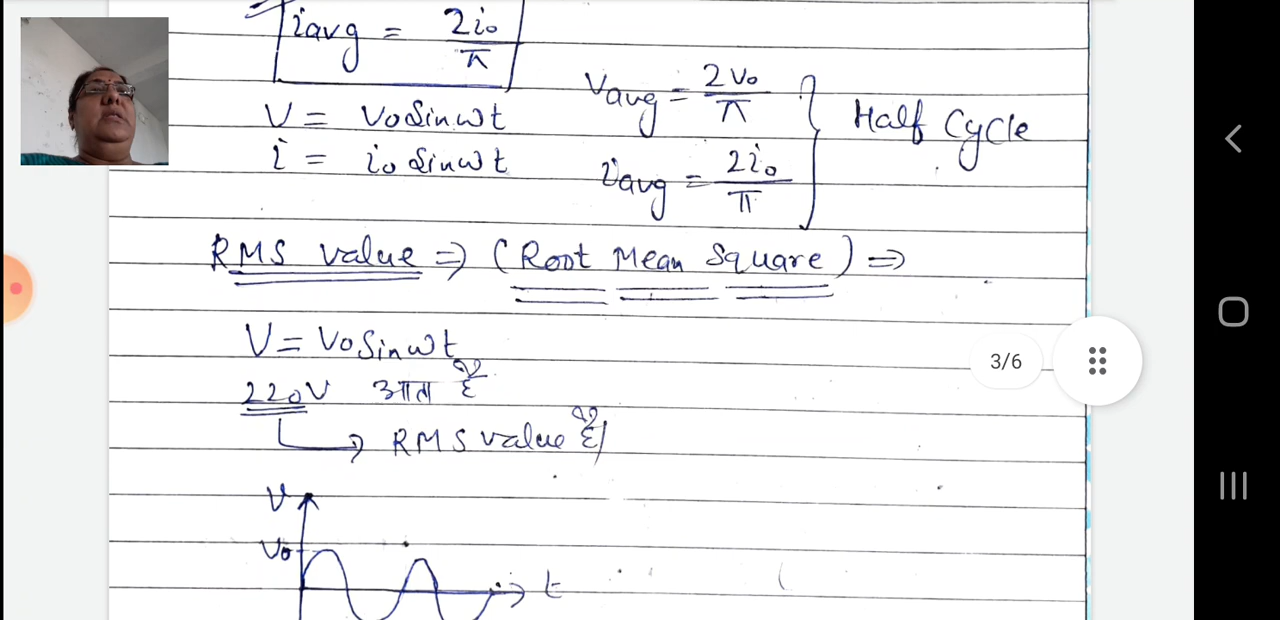 iavg = 2i₀/π
Vavg = 2V₀/π
V = V₀ Sin ωt
Half Cycle
i = i₀ Sin ωt
iavg = 2i₀/π
RMS value ⇒ (Root Mean Square) ⇒
V = V₀ Sin ωt
220V आता है
→ RMS value है|
V
V₀
t
3/6